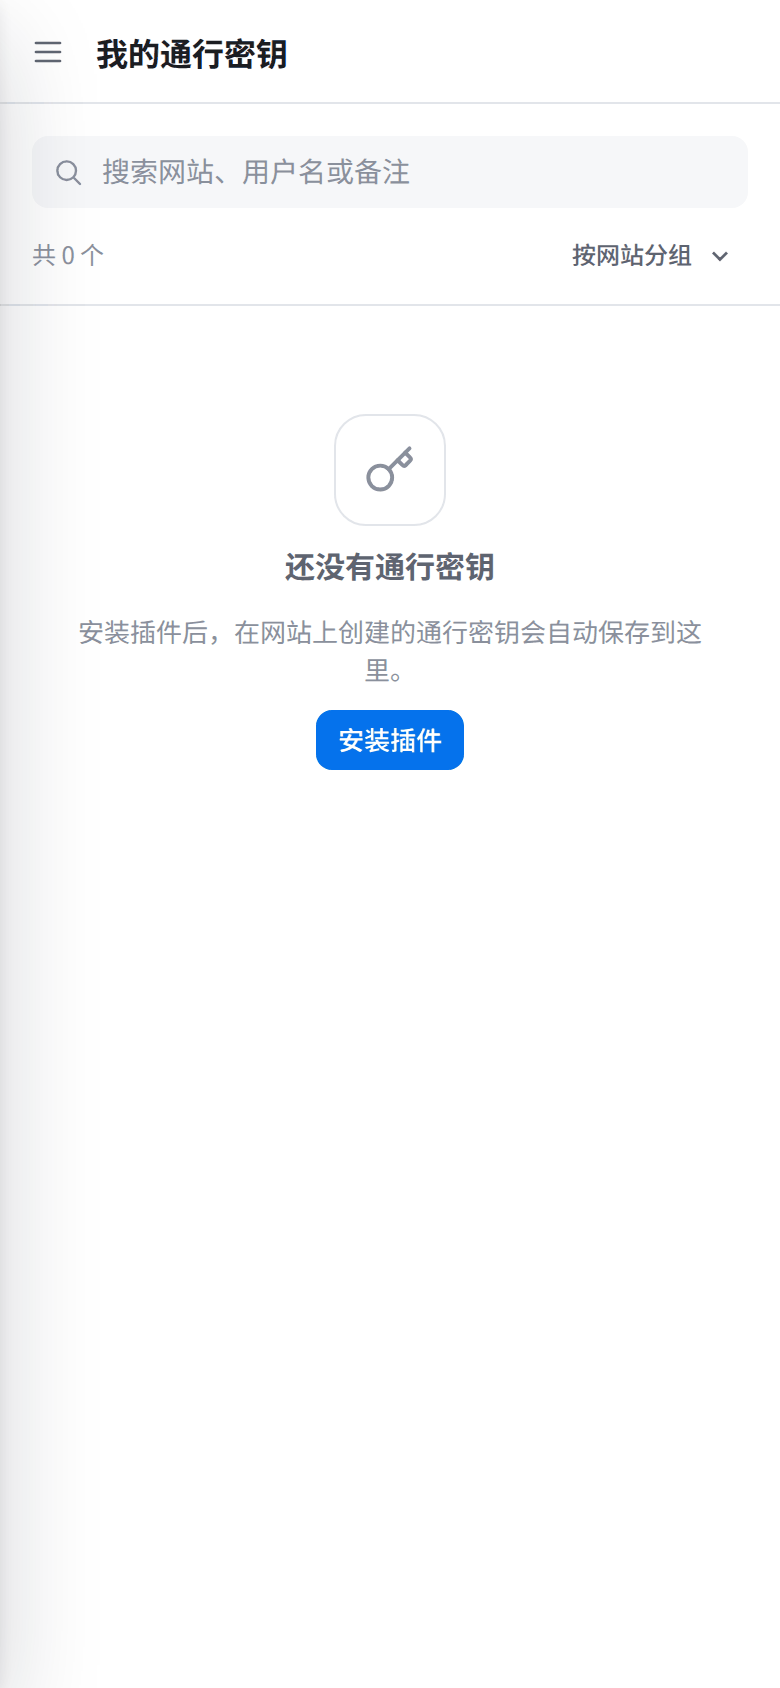 我的通行密钥
搜索网站、用户名或备注
共 0 个
按网站分组
还没有通行密钥
安装插件后，在网站上创建的通行密钥会自动保存到这
里。
安装插件